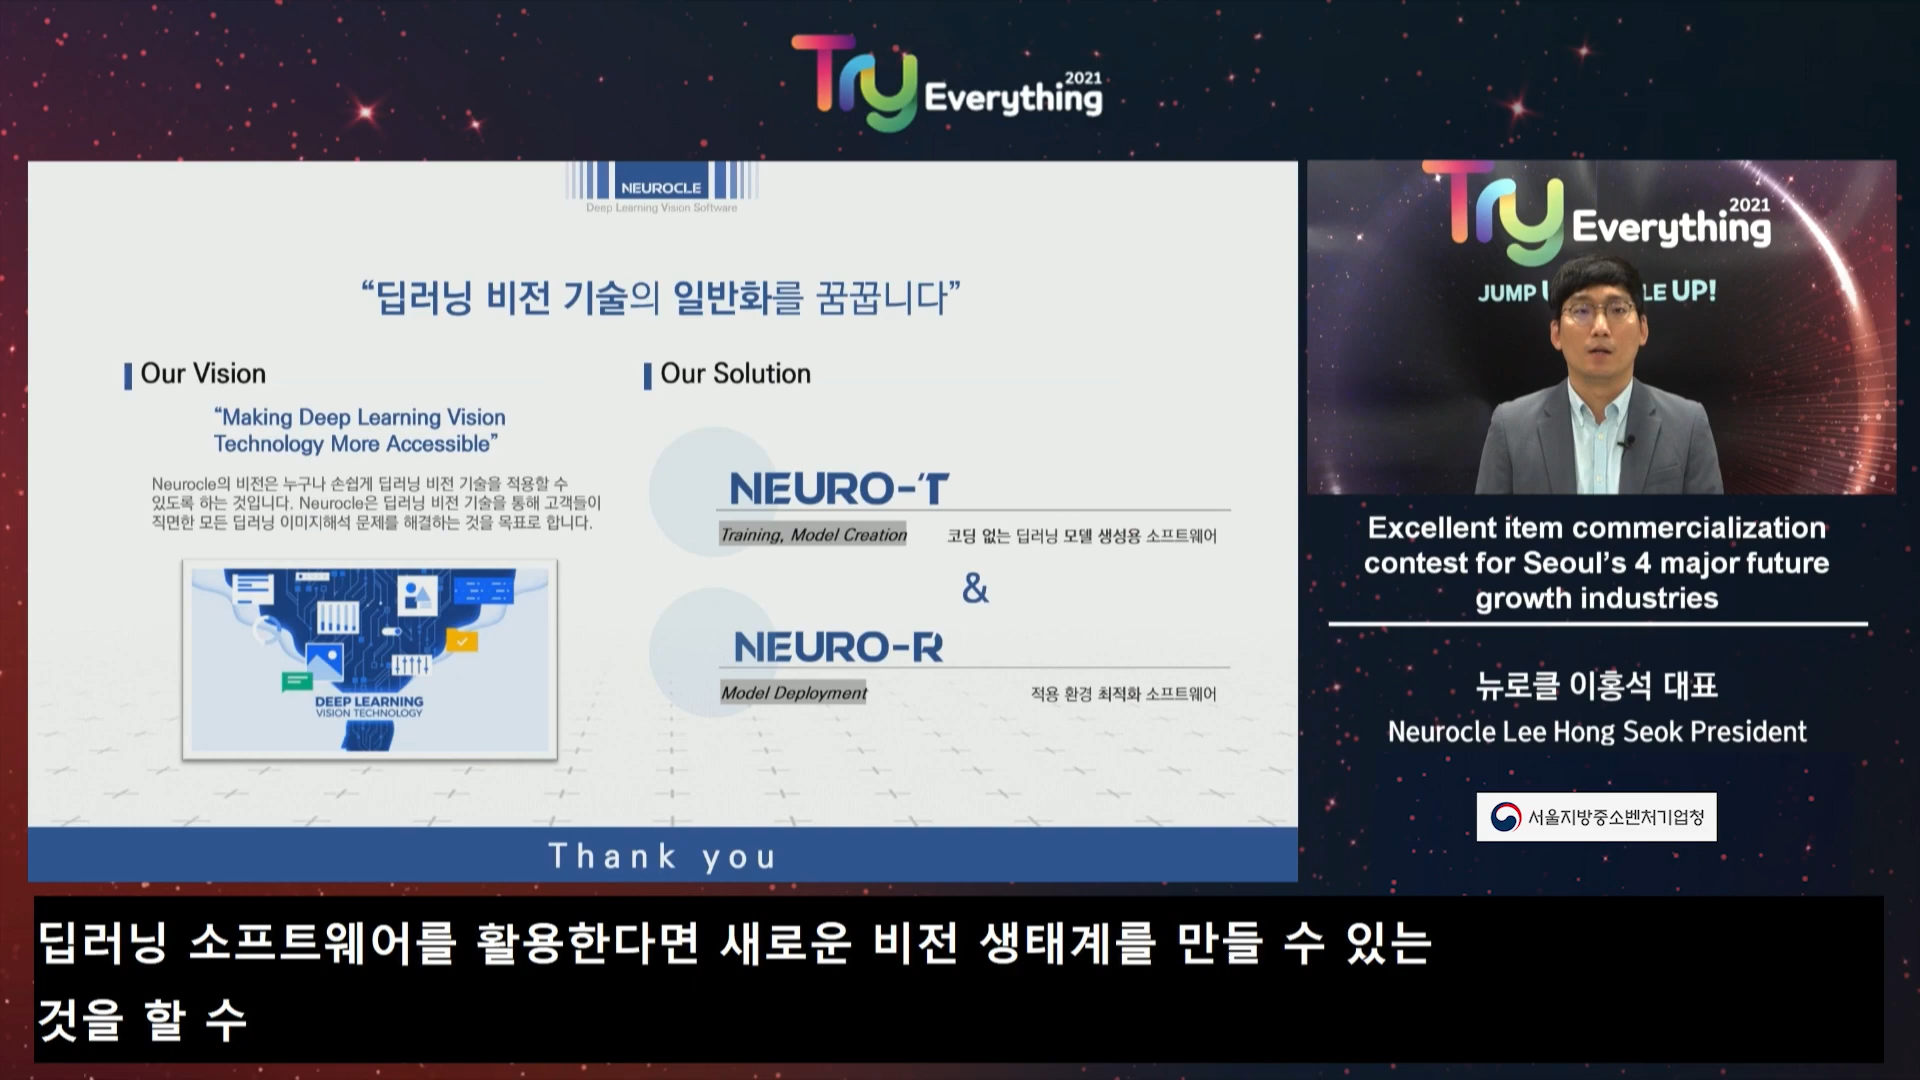 Try Everything 2021
NEUROCLE
Deep Learning Vision Software
“딥러닝 비전 기술의 일반화를 꿈꿉니다”
Our Vision
“Making Deep Learning Vision
Technology More Accessible”
Neurocle의 비전은 누구나 손쉽게 딥러닝 비전 기술을 적용할 수
있도록 하는 것입니다. Neurocle은 딥러닝 비전 기술을 통해 고객들이
직면한 모든 딥러닝 이미지해석 문제를 해결하는 것을 목표로 합니다.
DEEP LEARNING
VISION TECHNOLOGY
Our Solution
NEURO-T
Training, Model Creation 코딩 없는 딥러닝 모델 생성용 소프트웨어
&
NEURO-R
Model Deployment 적용 환경 최적화 소프트웨어
Thank you
Try Everything 2021
JUMP U LE UP!
Excellent item commercialization
contest for Seoul’s 4 major future
growth industries
뉴로클 이홍석 대표
Neurocle Lee Hong Seok President
서울지방중소벤처기업청
딥러닝 소프트웨어를 활용한다면 새로운 비전 생태계를 만들 수 있는
것을 할 수